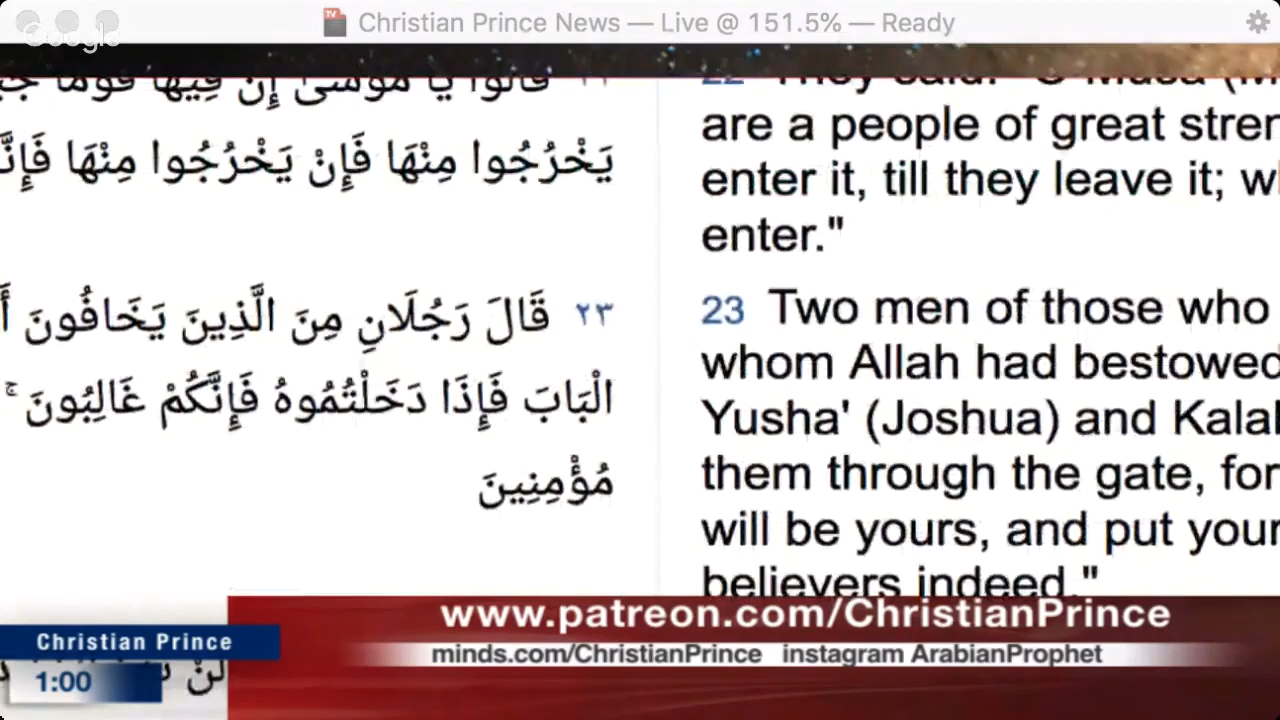 Christian Prince News — Live @ 151.5% — Ready
Google
يَخْرُجُوا مِنْهَا فَإِنْ يَخْرُجُوا مِنْهَا
٢٣ قَالَ رَجُلَانِ مِنَ الَّذِينَ يَخَافُونَ
الْبَابَ فَإِذَا دَخَلْتُمُوهُ فَإِنَّكُمْ غَالِبُونَ ۚ
مُؤْمِنِينَ
are a people of great stren
enter it, till they leave it; w
enter."
23 Two men of those who
whom Allah had bestowed
Yusha' (Joshua) and Kalal
them through the gate, for
will be yours, and put your
believers indeed."
www.patreon.com/ChristianPrince
Christian Prince
minds.com/ChristianPrince instagram ArabianProphet
1:00